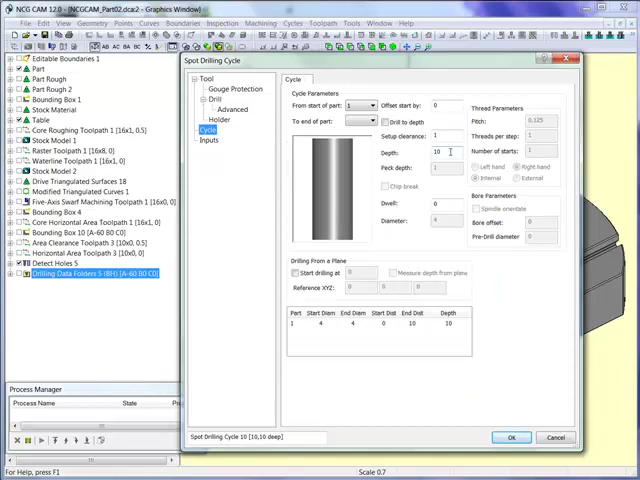 NCG CAM 12.0 - [NCGCAM_Part02.dca:2 - Graphics Window]
File Edit View Geometry Points Curves Boundaries Inspection Machining Cycles Toolpath Tools Window Help
Editable Boundaries 1
Part
Part Rough
Part Rough 2
Bounding Box 1
Stock Material
Table
Core Roughing Toolpath 1 [16x1, 0.5]
Stock Model 1
Raster Toolpath 1 [16x8, 0]
Waterline Toolpath 1 [16x8, 0]
Stock Model 2
Drive Triangular Surfaces 18
Modified Triangulated Curves 1
Five-Axis Swarf Machining Toolpath 1 [16x1, 0]
Bounding Box 4
Core Horizontal Area Toolpath 1 [16x1, 0]
Bounding Box 10 [A-60 B0 C0]
Area Clearance Toolpath 3 [10x0, 0.5]
Horizontal Area Toolpath 2 [10x0, 0]
Detect Holes 5
Drilling Data Folders 5 (BH) [A-60 B0 C0]
Process Manager
Process Name State
For Help, press F1
Scale 0.7
Spot Drilling Cycle
Tool
Gouge Protection
Drill
Advanced
Holder
Cycle
Inputs
Cycle
Cycle Parameters
From start of part: 1
Offset start by: 0
To end of part:
Drill to depth
Setup clearance: 1
Depth: 10
Peck depth: 1
Chip break
Dwell: 0
Diameter: 4
Thread Parameters
Pitch: 0.125
Threads per step: 1
Number of starts: 1
Left hand Right hand
Internal External
Bore Parameters
Spindle orientate
Bore offset: 0
Pre-Drill diameter 0
Drilling From a Plane
Start drilling at 0 Measure depth from plane
Reference XYZ: 0 0 0
Part Start Diam End Diam Start Dist End Dist Depth
1 4 4 0 10 10
Spot Drilling Cycle 10 [10,10 deep]
OK Cancel